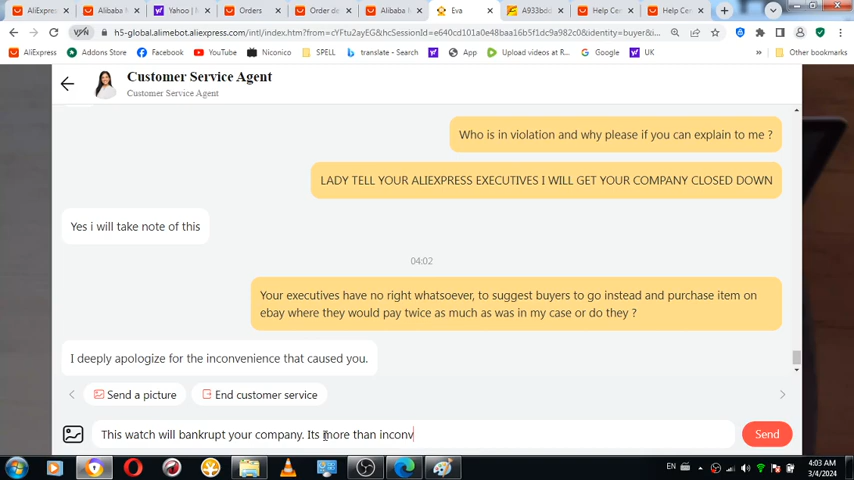 AliExpres
Alibaba
Yahoo |
Orders
Order de
Alibaba
Eva
A933bdd
Help Cen
Help Cen
h5-global.alimebot.aliexpress.com/intl/index.htm?from=cYFtu2ayEG&hcSessionId=e640cd101a0e48baa16b5f1dc9a982c0&identity=buyer&i...
VPN
AliExpress
Addons Store
Facebook
YouTube
Niconico
SPELL
translate - Search
App
Upload videos at R...
Google
UK
»
Other bookmarks
Customer Service Agent
Customer Service Agent
Who is in violation and why please if you can explain to me ?
LADY TELL YOUR ALIEXPRESS EXECUTIVES I WILL GET YOUR COMPANY CLOSED DOWN
Yes i will take note of this
04:02
Your executives have no right whatsoever, to suggest buyers to go instead and purchase item on
ebay where they would pay twice as much as was in my case or do they ?
I deeply apologize for the inconvenience that caused you.
Send a picture
End customer service
This watch will bankrupt your company. Its more than inconv
Send
EN
4:03 AM
3/4/2024